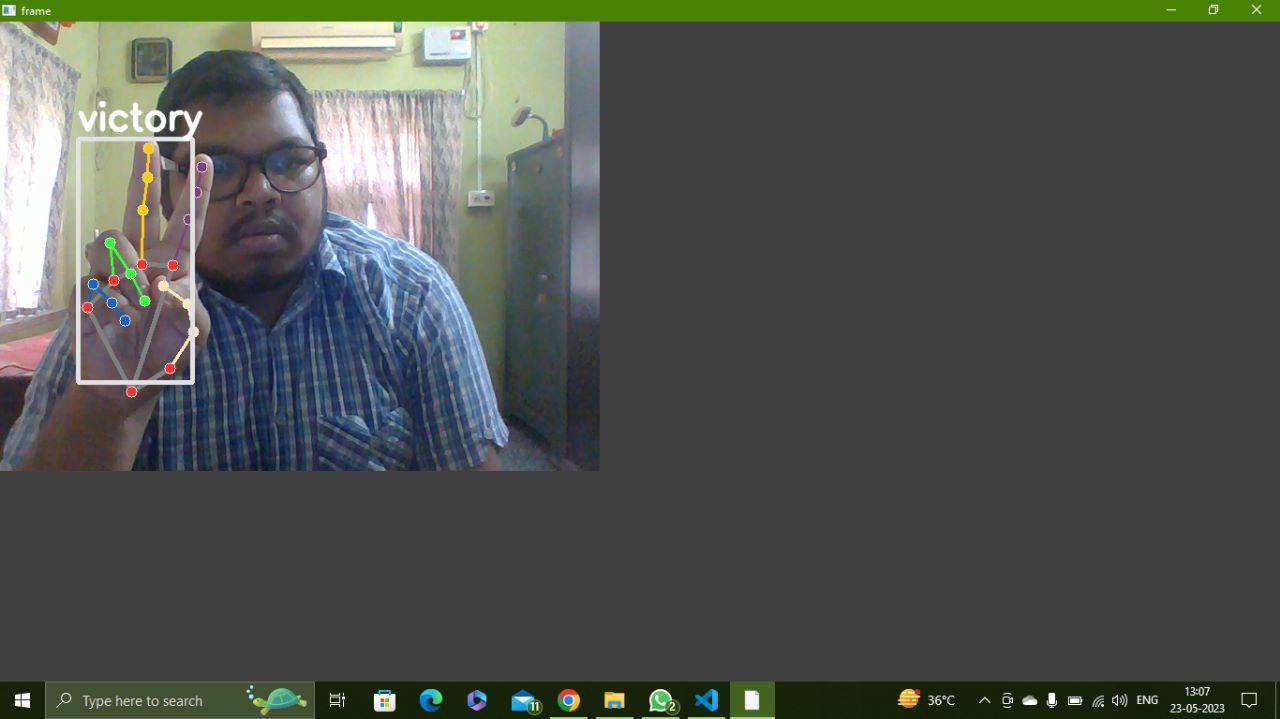 frame
victory
Type here to search
11
2
36°C
ENG
13:07
23-05-2023